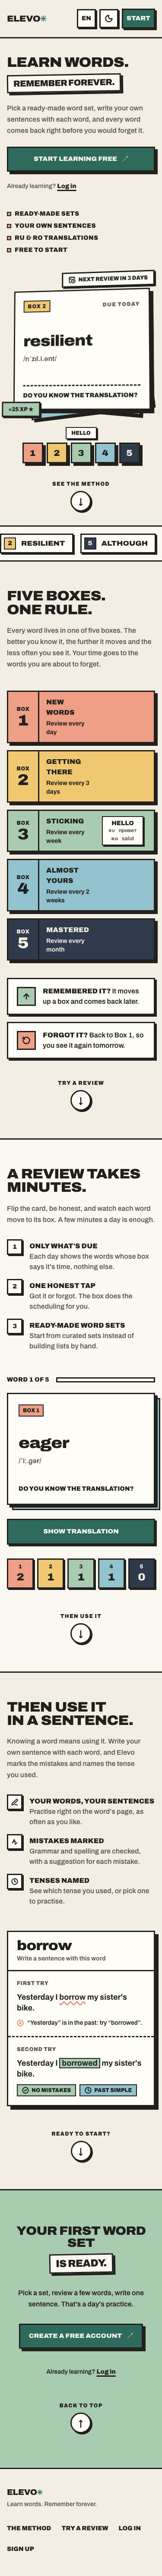 ELEVO
EN
START
LEARN WORDS.
REMEMBER FOREVER.
Pick a ready-made word set, write your own
sentences with each word, and that every word
comes back right before you would forget it.
START LEARNING FREE
Already learning? Log in
READY-MADE SETS
YOUR OWN SENTENCES
RU & RO TRANSLATIONS
FREE TO START
NEXT REVIEW IN 3 DAYS
BOX 2
DUE TODAY
resilient
/rɪˈzɪl.i.ənt/
DO YOU KNOW THE TRANSLATION?
+25 XP
HELLO
1 2 3 4 5
SEE THE METHOD
2 RESILIENT
5 ALTHOUGH
FIVE BOXES.
ONE RULE.
Every word lives in one of five boxes. The
better you know it, the further it moves and the
less often you see it. Your time goes to the
words you are about to forget.
BOX 1
NEW WORDS
Review every day
BOX 2
GETTING THERE
Review every 3 days
BOX 3
STICKING
Review every week
HELLO
RU привет
RO salut
BOX 4
ALMOST YOURS
Review every 2 weeks
BOX 5
MASTERED
Review every month
REMEMBERED IT? It moves
up a box and comes back later.
FORGOT IT? Back to Box 1, so
you see it again tomorrow.
TRY A REVIEW
A REVIEW TAKES
MINUTES.
Flip the card, be honest, and watch each word
move to its box. A few minutes a day is enough.
1 ONLY WHAT'S DUE
Each day shows the words whose box
says it's time, nothing else.
2 ONE HONEST TAP
Got it or forgot. The box does the
scheduling for you.
3 READY-MADE WORD SETS
Start from curated sets instead of
building lists by hand.
WORD 1 OF 5
BOX 1
eager
/ˈiː.ɡər/
DO YOU KNOW THE TRANSLATION?
SHOW TRANSLATION
1 2 3 4 5
2 1 1 1 0
THEN USE IT
THEN USE IT
IN A SENTENCE.
Knowing a word means using it. Write your
own sentence with each word, and Elevo
marks the mistakes and names the tense
you used.
YOUR WORDS, YOUR SENTENCES
Practise right on the word's page, as
often as you like.
MISTAKES MARKED
Grammar and spelling are checked,
with a suggestion for each mistake.
TENSES NAMED
See which tense you used, or pick one
to practise.
borrow
Write a sentence with this word
FIRST TRY
Yesterday I borrow my sister's
bike.
“Yesterday” is in the past: try “borrowed”.
SECOND TRY
Yesterday I borrowed my sister's
bike.
NO MISTAKES
PAST SIMPLE
READY TO START?
YOUR FIRST WORD
SET
IS READY.
Pick a set, review a few words, write one
sentence. That's a day's practice.
CREATE A FREE ACCOUNT
Already learning? Log in
BACK TO TOP
ELEVO
Learn words. Remember forever.
THE METHOD
TRY A REVIEW
LOG IN
SIGN UP